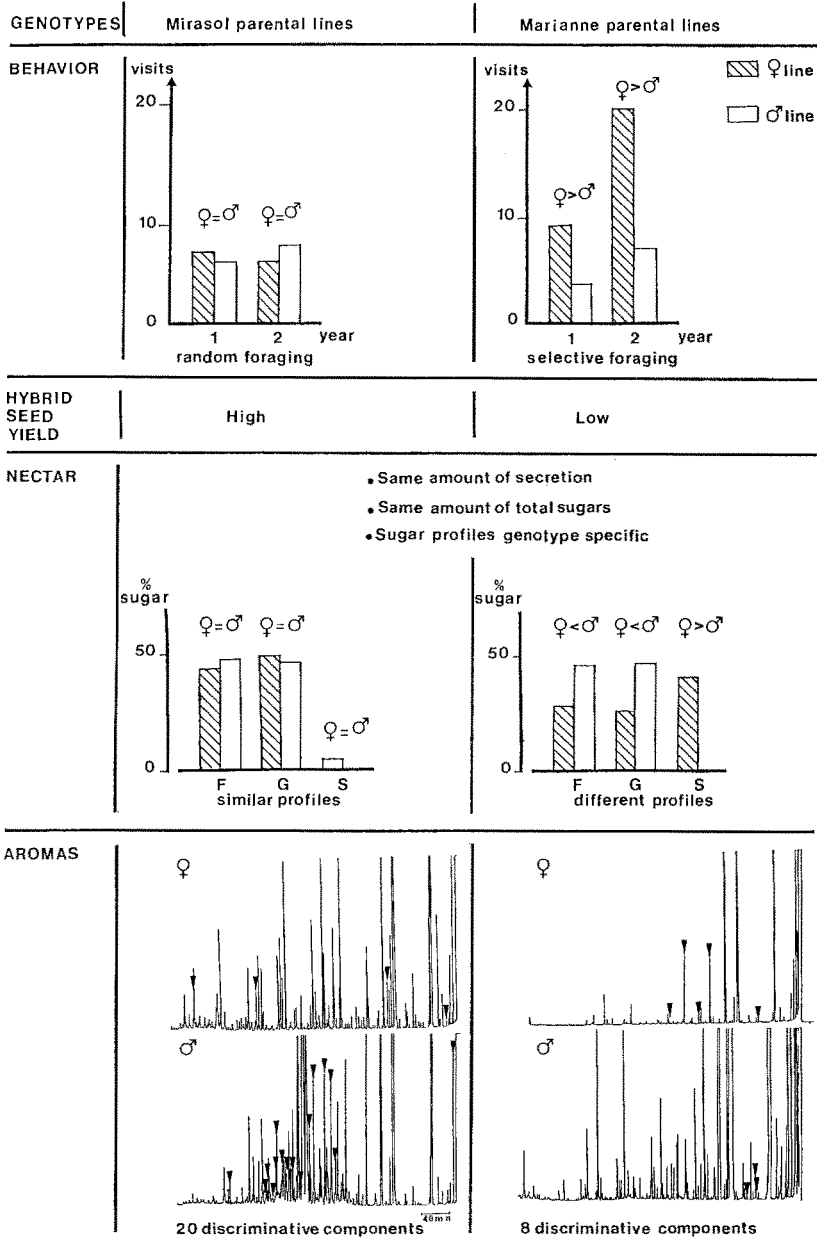 GENOTYPES Mirasol parental lines Marianne parental lines
BEHAVIOR visits visits
♀ line
♂ line
20 20
♀>♂
10 10
♀=♂ ♀=♂ ♀>♂
0 0
1 2 year 1 2 year
random foraging selective foraging
HYBRID
SEED
YIELD
High Low
NECTAR
• Same amount of secretion
• Same amount of total sugars
• Sugar profiles genotype specific
%
sugar
%
sugar
♀=♂ ♀=♂ ♀<♂ ♀<♂ ♀>♂
50 50
♀=♂
0 0
F G S F G S
similar profiles different profiles
AROMAS
♀ ♀
♂ ♂
20 discriminative components 8 discriminative components